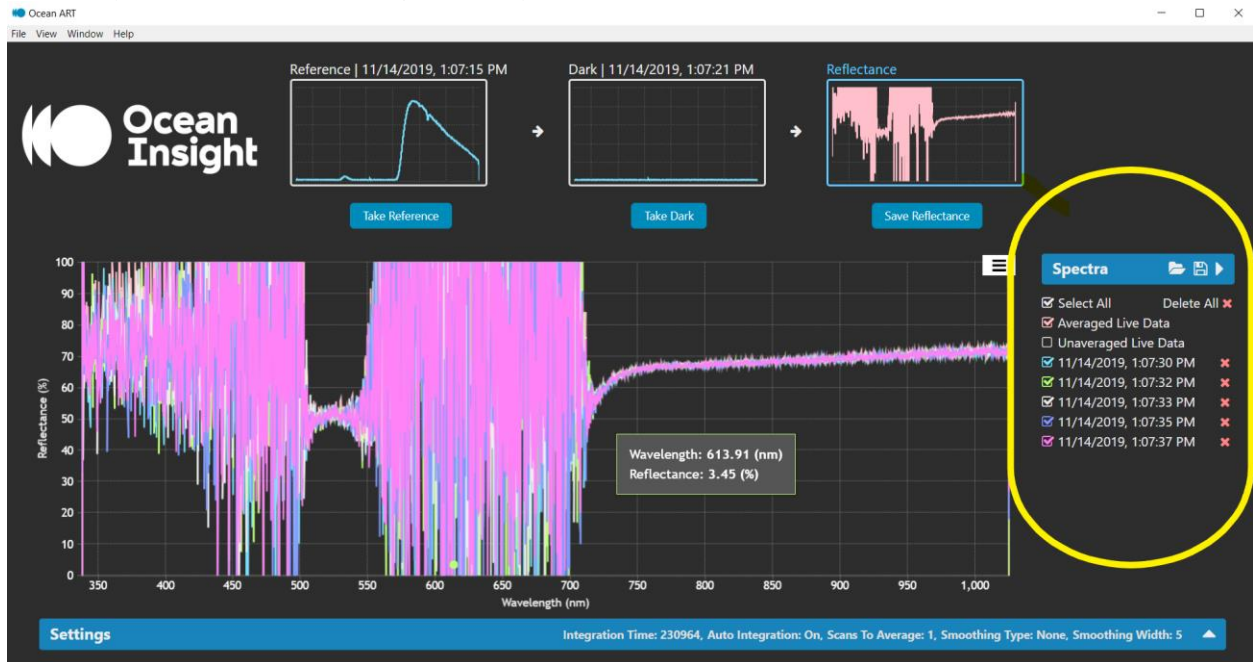 Ocean ART
File View Window Help
Reference | 11/14/2019, 1:07:15 PM
Dark | 11/14/2019, 1:07:21 PM
Reflectance
Ocean
Insight
Take Reference
Take Dark
Save Reflectance
100
90
80
70
60
50
40
30
20
10
0
Reflectance (%)
350 400 450 500 550 600 650 700 750 800 850 900 950 1,000
Wavelength (nm)
Wavelength: 613.91 (nm)
Reflectance: 3.45 (%)
Spectra
Select All Delete All
Averaged Live Data
Unaveraged Live Data
11/14/2019, 1:07:30 PM
11/14/2019, 1:07:32 PM
11/14/2019, 1:07:33 PM
11/14/2019, 1:07:35 PM
11/14/2019, 1:07:37 PM
Settings
Integration Time: 230964, Auto Integration: On, Scans To Average: 1, Smoothing Type: None, Smoothing Width: 5